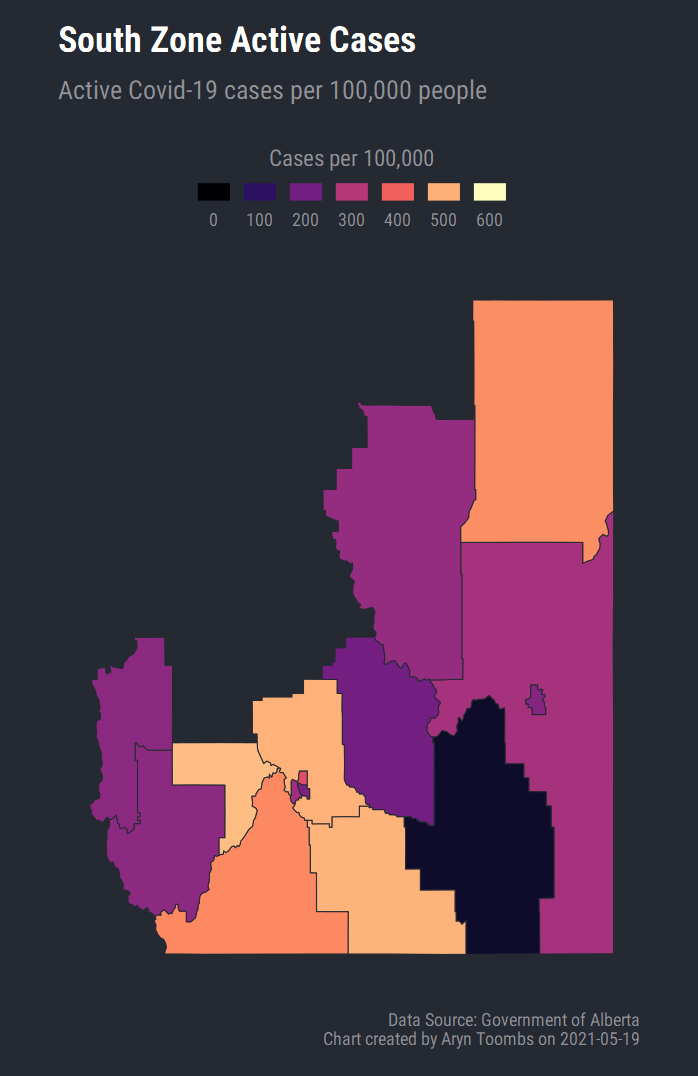 South Zone Active Cases
Active Covid-19 cases per 100,000 people
Cases per 100,000
0 100 200 300 400 500 600
Data Source: Government of Alberta
Chart created by Aryn Toombs on 2021-05-19